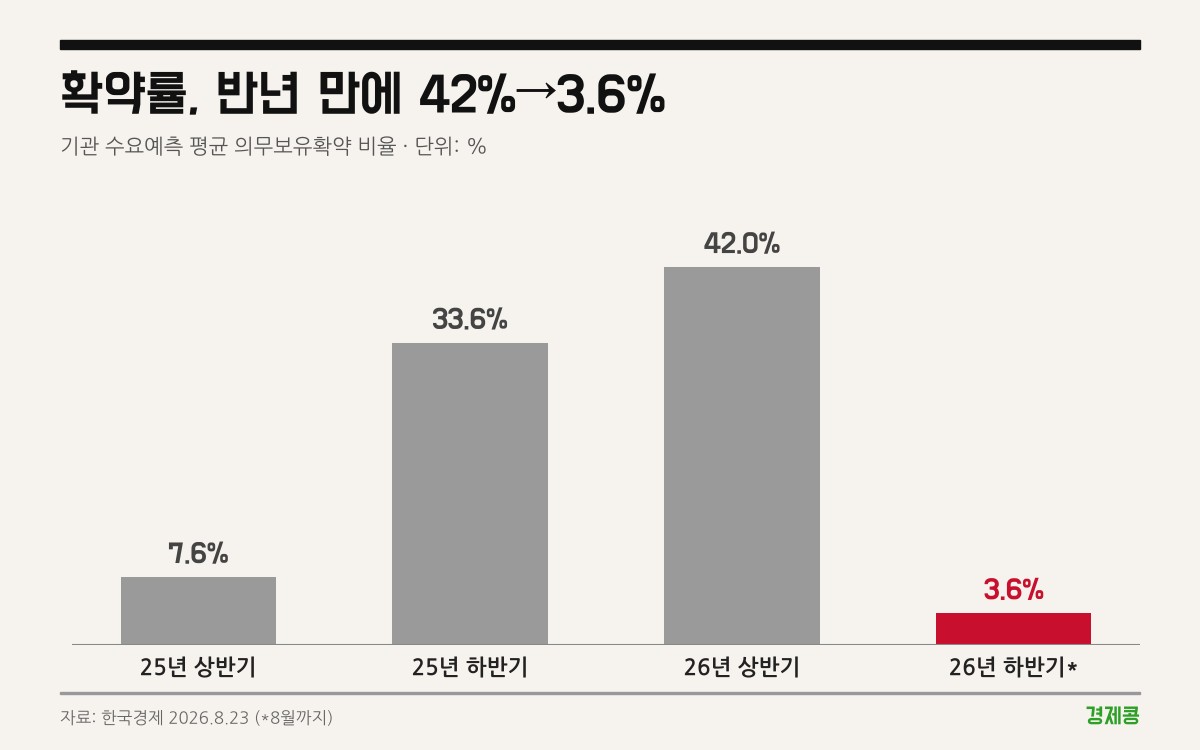 확약률, 반년 만에 42%→3.6%
기관 수요예측 평균 의무보유확약 비율 · 단위: %
42.0%
33.6%
7.6%
3.6%
25년 상반기
25년 하반기
26년 상반기
26년 하반기*
자료: 한국경제 2026.8.23 (*8월까지)
경제콩